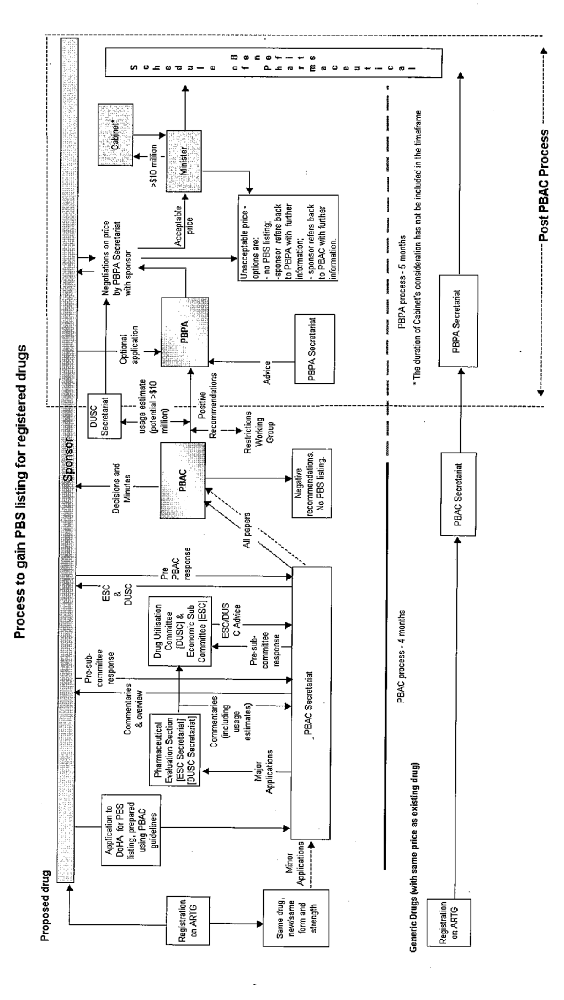 Process to gain PBS listing for registered drugs
Proposed drug
Sponsor
Registration
on ARTG
Same drug,
new/same
form and
strength
Minor
Applications
Application to
DoHA for PBS
listing, prepared
using PBAC
guidelines
Major
Applications
Pharmaceutical
Evaluation Section
[ESC Secretariat]
[DUSC Secretariat]
Commentaries
(including
usage
estimates)
Commentaries
& overview
Pre-sub-
committee
response
Drug Utilisation
Committee
[DUSC] &
Economic Sub
Committee [ESC]
Pre-sub-
committee
response
ESC/DUS
C Advice
ESC
&
DUSC
Pre
PBAC
response
PBAC Secretariat
All papers
PBAC
Decisions and
Minutes
Negative
recommendations.
No PBS listing.
DUSC
Secretariat
usage estimate
(potential >$10
million)
Positive
Recommendations
Restrictions
Working
Group
Optional
application
PBPA
Advice
PBPA Secretariat
Negotiations on price
by PBPA Secretariat
with sponsor
Acceptable
price
Unacceptable price -
options are:
- no PBS listing;
-sponsor refers back
to PBPA with further
information;
- sponsor refers back
to PBAC with further
information.
>$10 million
Cabinet*
Minister
Schedule of Pharmaceutical
Benefits
PBAC process - 4 months
PBPA process - 5 months
* The duration of Cabinet's consideration has not be included in the timeframe
Generic Drugs (with same price as existing drug)
Registration
on ARTG
PBAC Secretariat
PBPA Secretariat
Post PBAC Process